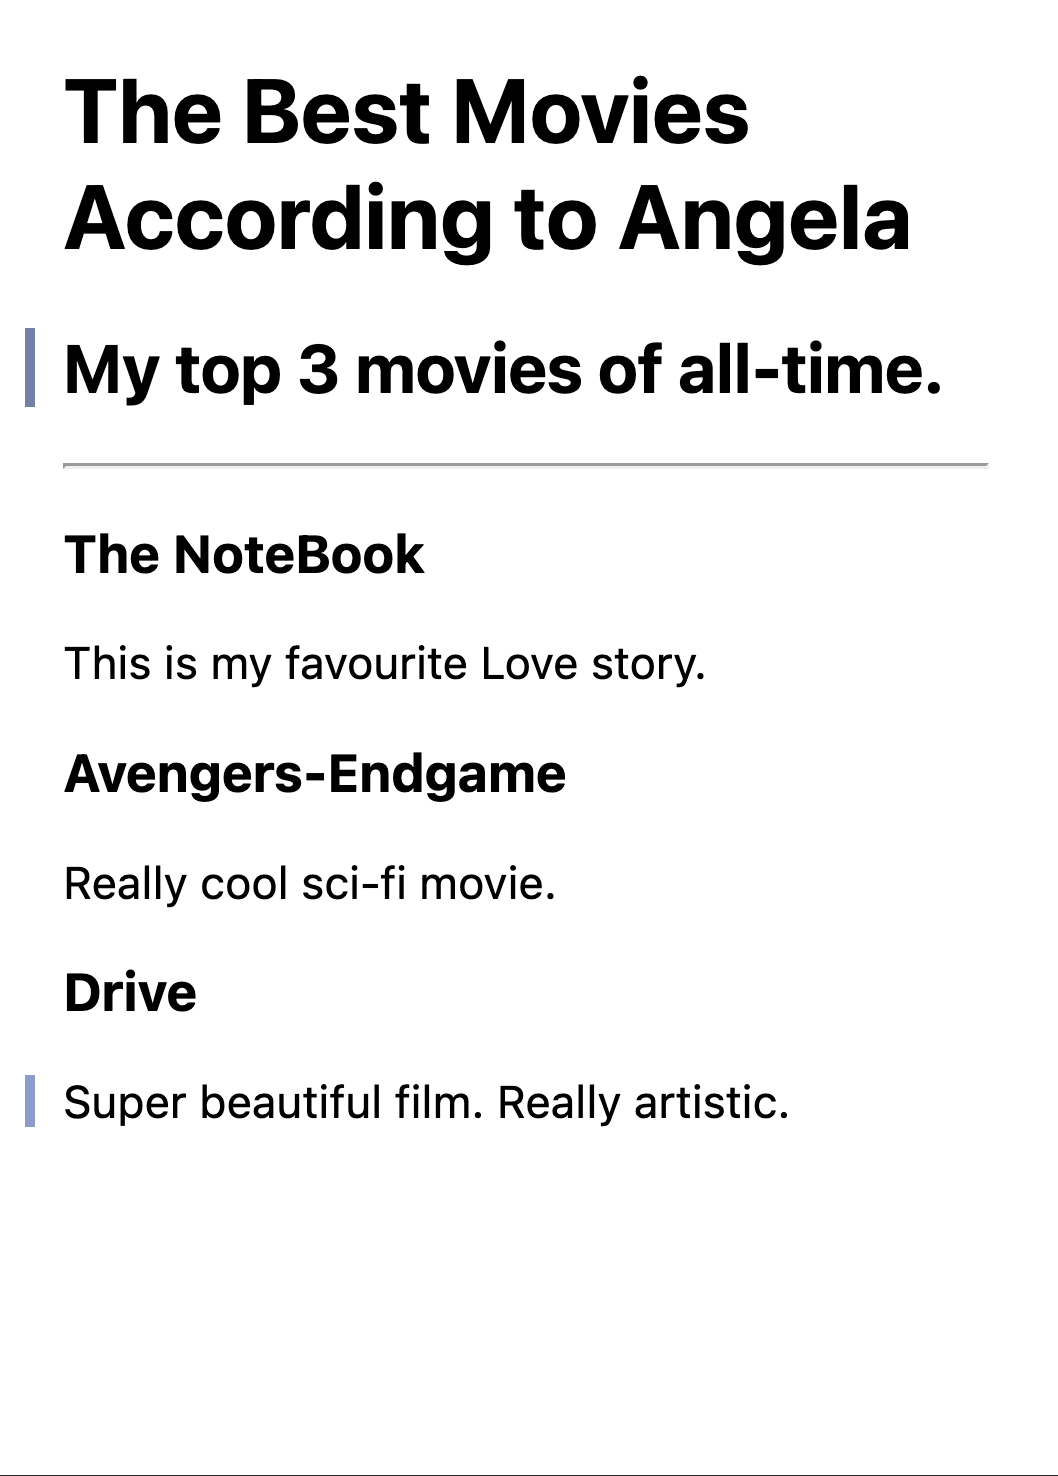 The Best Movies
According to Angela
My top 3 movies of all-time.
The NoteBook
This is my favourite Love story.
Avengers-Endgame
Really cool sci-fi movie.
Drive
Super beautiful film. Really artistic.